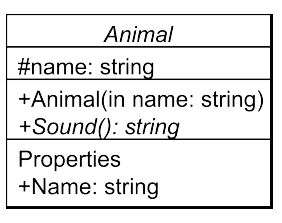 Animal
#name: string
+Animal(in name: string)
+Sound(): string
Properties
+Name: string